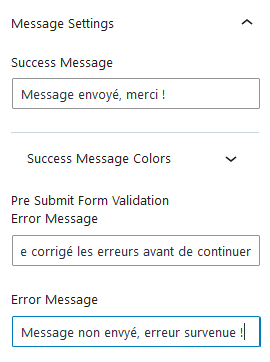 Message Settings
Success Message
Message envoyé, merci !
Success Message Colors
Pre Submit Form Validation
Error Message
e corrigé les erreurs avant de continuer
Error Message
Message non envyé, erreur survenue !